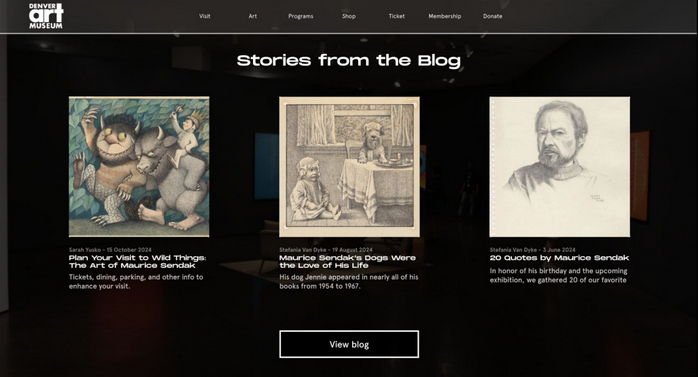 DENVER
art
MUSEUM
Visit
Art
Programs
Shop
Ticket
Membership
Donate
Stories from the Blog
Sarah Yusko - 15 October 2024
Plan Your Visit to Wild Things:
The Art of Maurice Sendak
Tickets, dining, parking, and other info to
enhance your visit.
Stefania Van Dyke - 19 August 2024
Maurice Sendak's Dogs Were
the Love of His Life
His dog Jennie appeared in nearly all of his
books from 1954 to 1967.
Stefania Van Dyke - 3 June 2024
20 Quotes by Maurice Sendak
In honor of his birthday and the upcoming
exhibition, we gathered 20 of our favorite
View blog